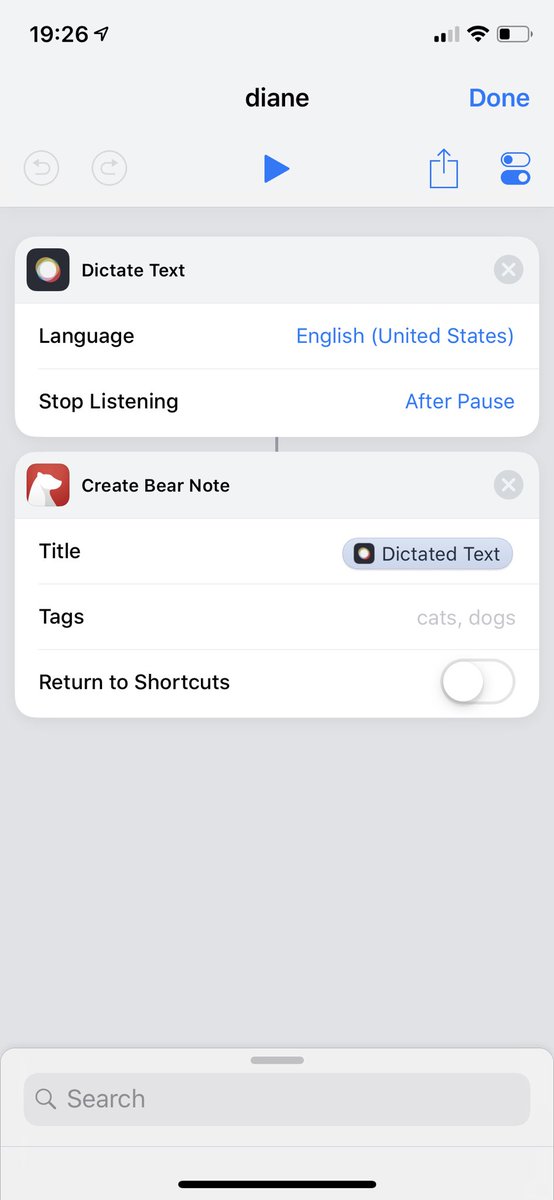 19:26
diane Done
Dictate Text
Language English (United States)
Stop Listening After Pause
Create Bear Note
Title Dictated Text
Tags cats, dogs
Return to Shortcuts
Search